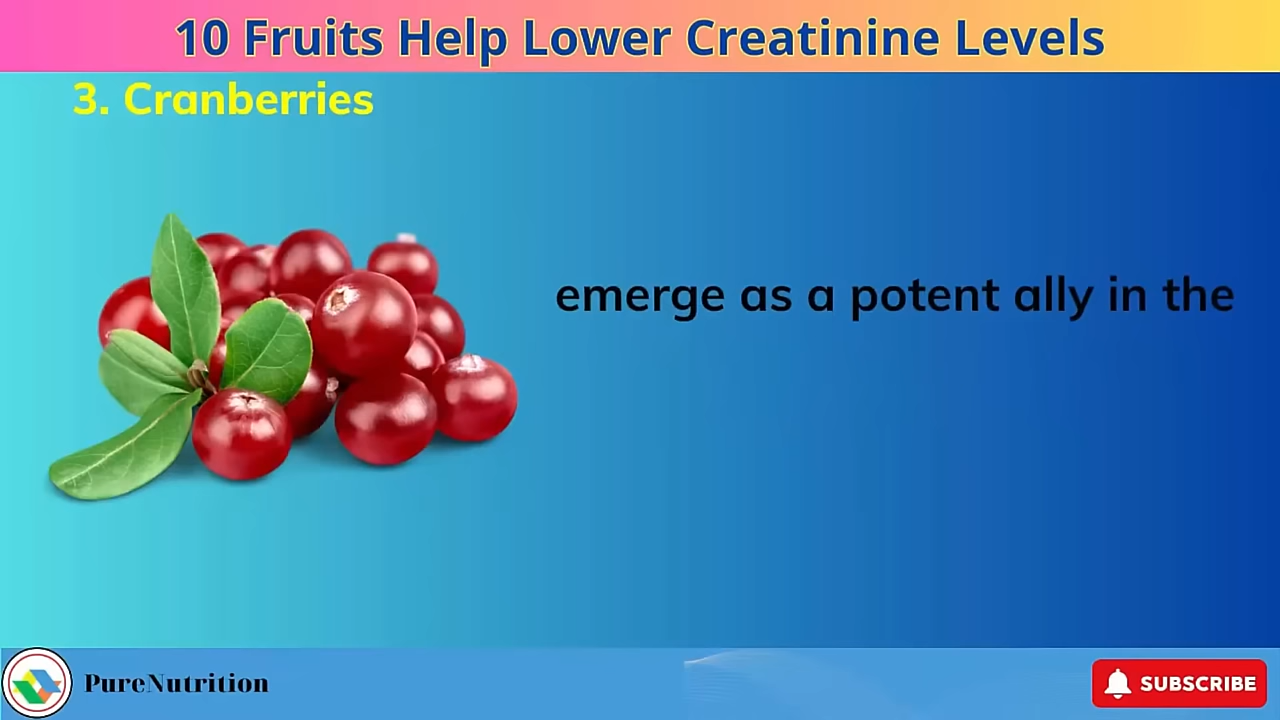 10 Fruits Help Lower Creatinine Levels
3. Cranberries
emerge as a potent ally in the
PureNutrition
SUBSCRIBE